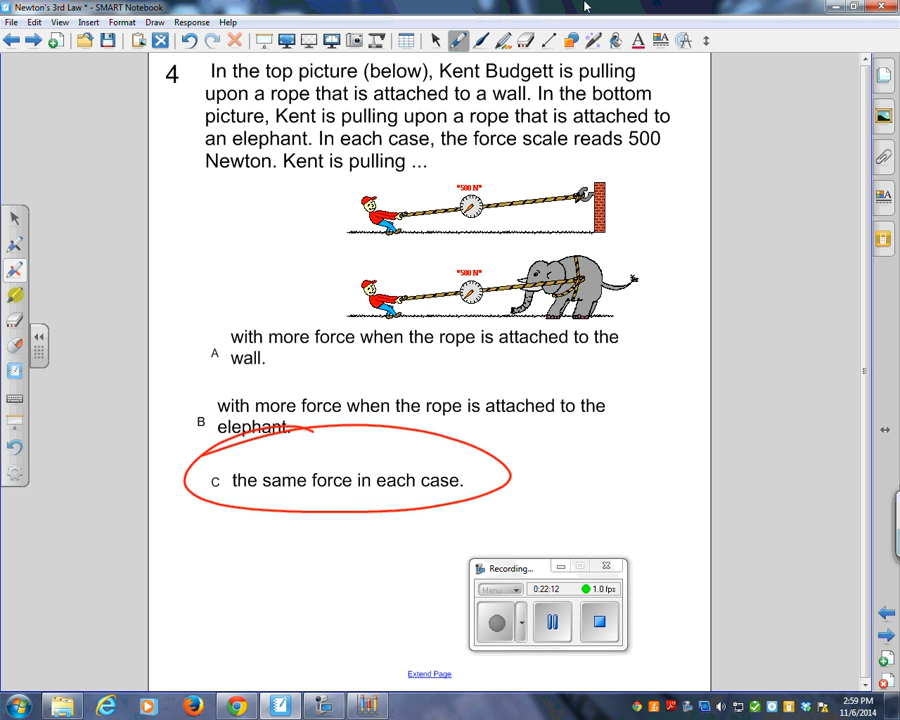 Newton's 3rd Law * - SMART Notebook
File Edit View Insert Format Draw Response Help
4 In the top picture (below), Kent Budgett is pulling
upon a rope that is attached to a wall. In the bottom
picture, Kent is pulling upon a rope that is attached to
an elephant. In each case, the force scale reads 500
Newton. Kent is pulling ...
"500 N"
"500 N"
A with more force when the rope is attached to the
wall.
B with more force when the rope is attached to the
elephant.
C the same force in each case.
Recording...
Menu
0:22:12 1.0 fps
Extend Page
2:59 PM
11/6/2014